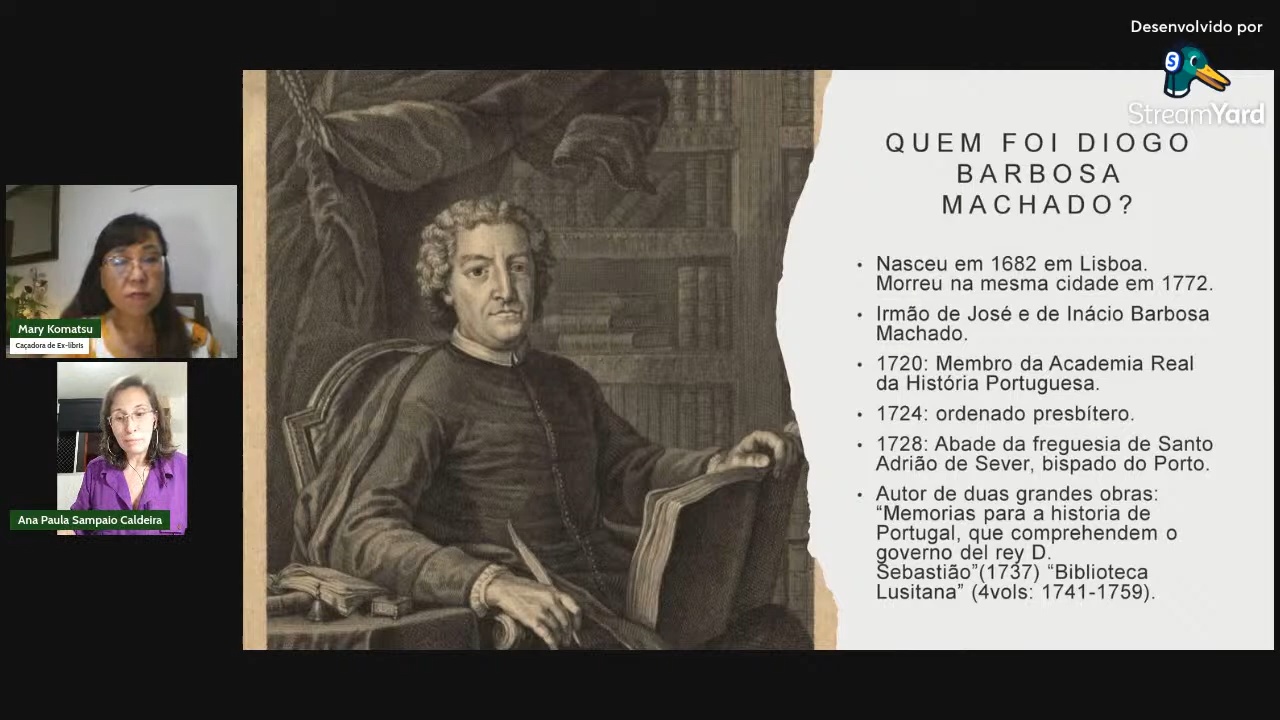 Desenvolvido por
StreamYard
QUEM FOI DIOGO
BARBOSA
MACHADO?
• Nasceu em 1682 em Lisboa.
Morreu na mesma cidade em 1772.
• Irmão de José e de Inácio Barbosa
Machado.
• 1720: Membro da Academia Real
da História Portuguesa.
• 1724: ordenado presbítero.
• 1728: Abade da freguesia de Santo
Adrião de Sever, bispado do Porto.
• Autor de duas grandes obras:
“Memorias para a historia de
Portugal, que comprehendem o
governo del rey D.
Sebastião”(1737) “Biblioteca
Lusitana” (4vols: 1741-1759).
Mary Komatsu
Caçadora de Ex-libris
Ana Paula Sampaio Caldeira